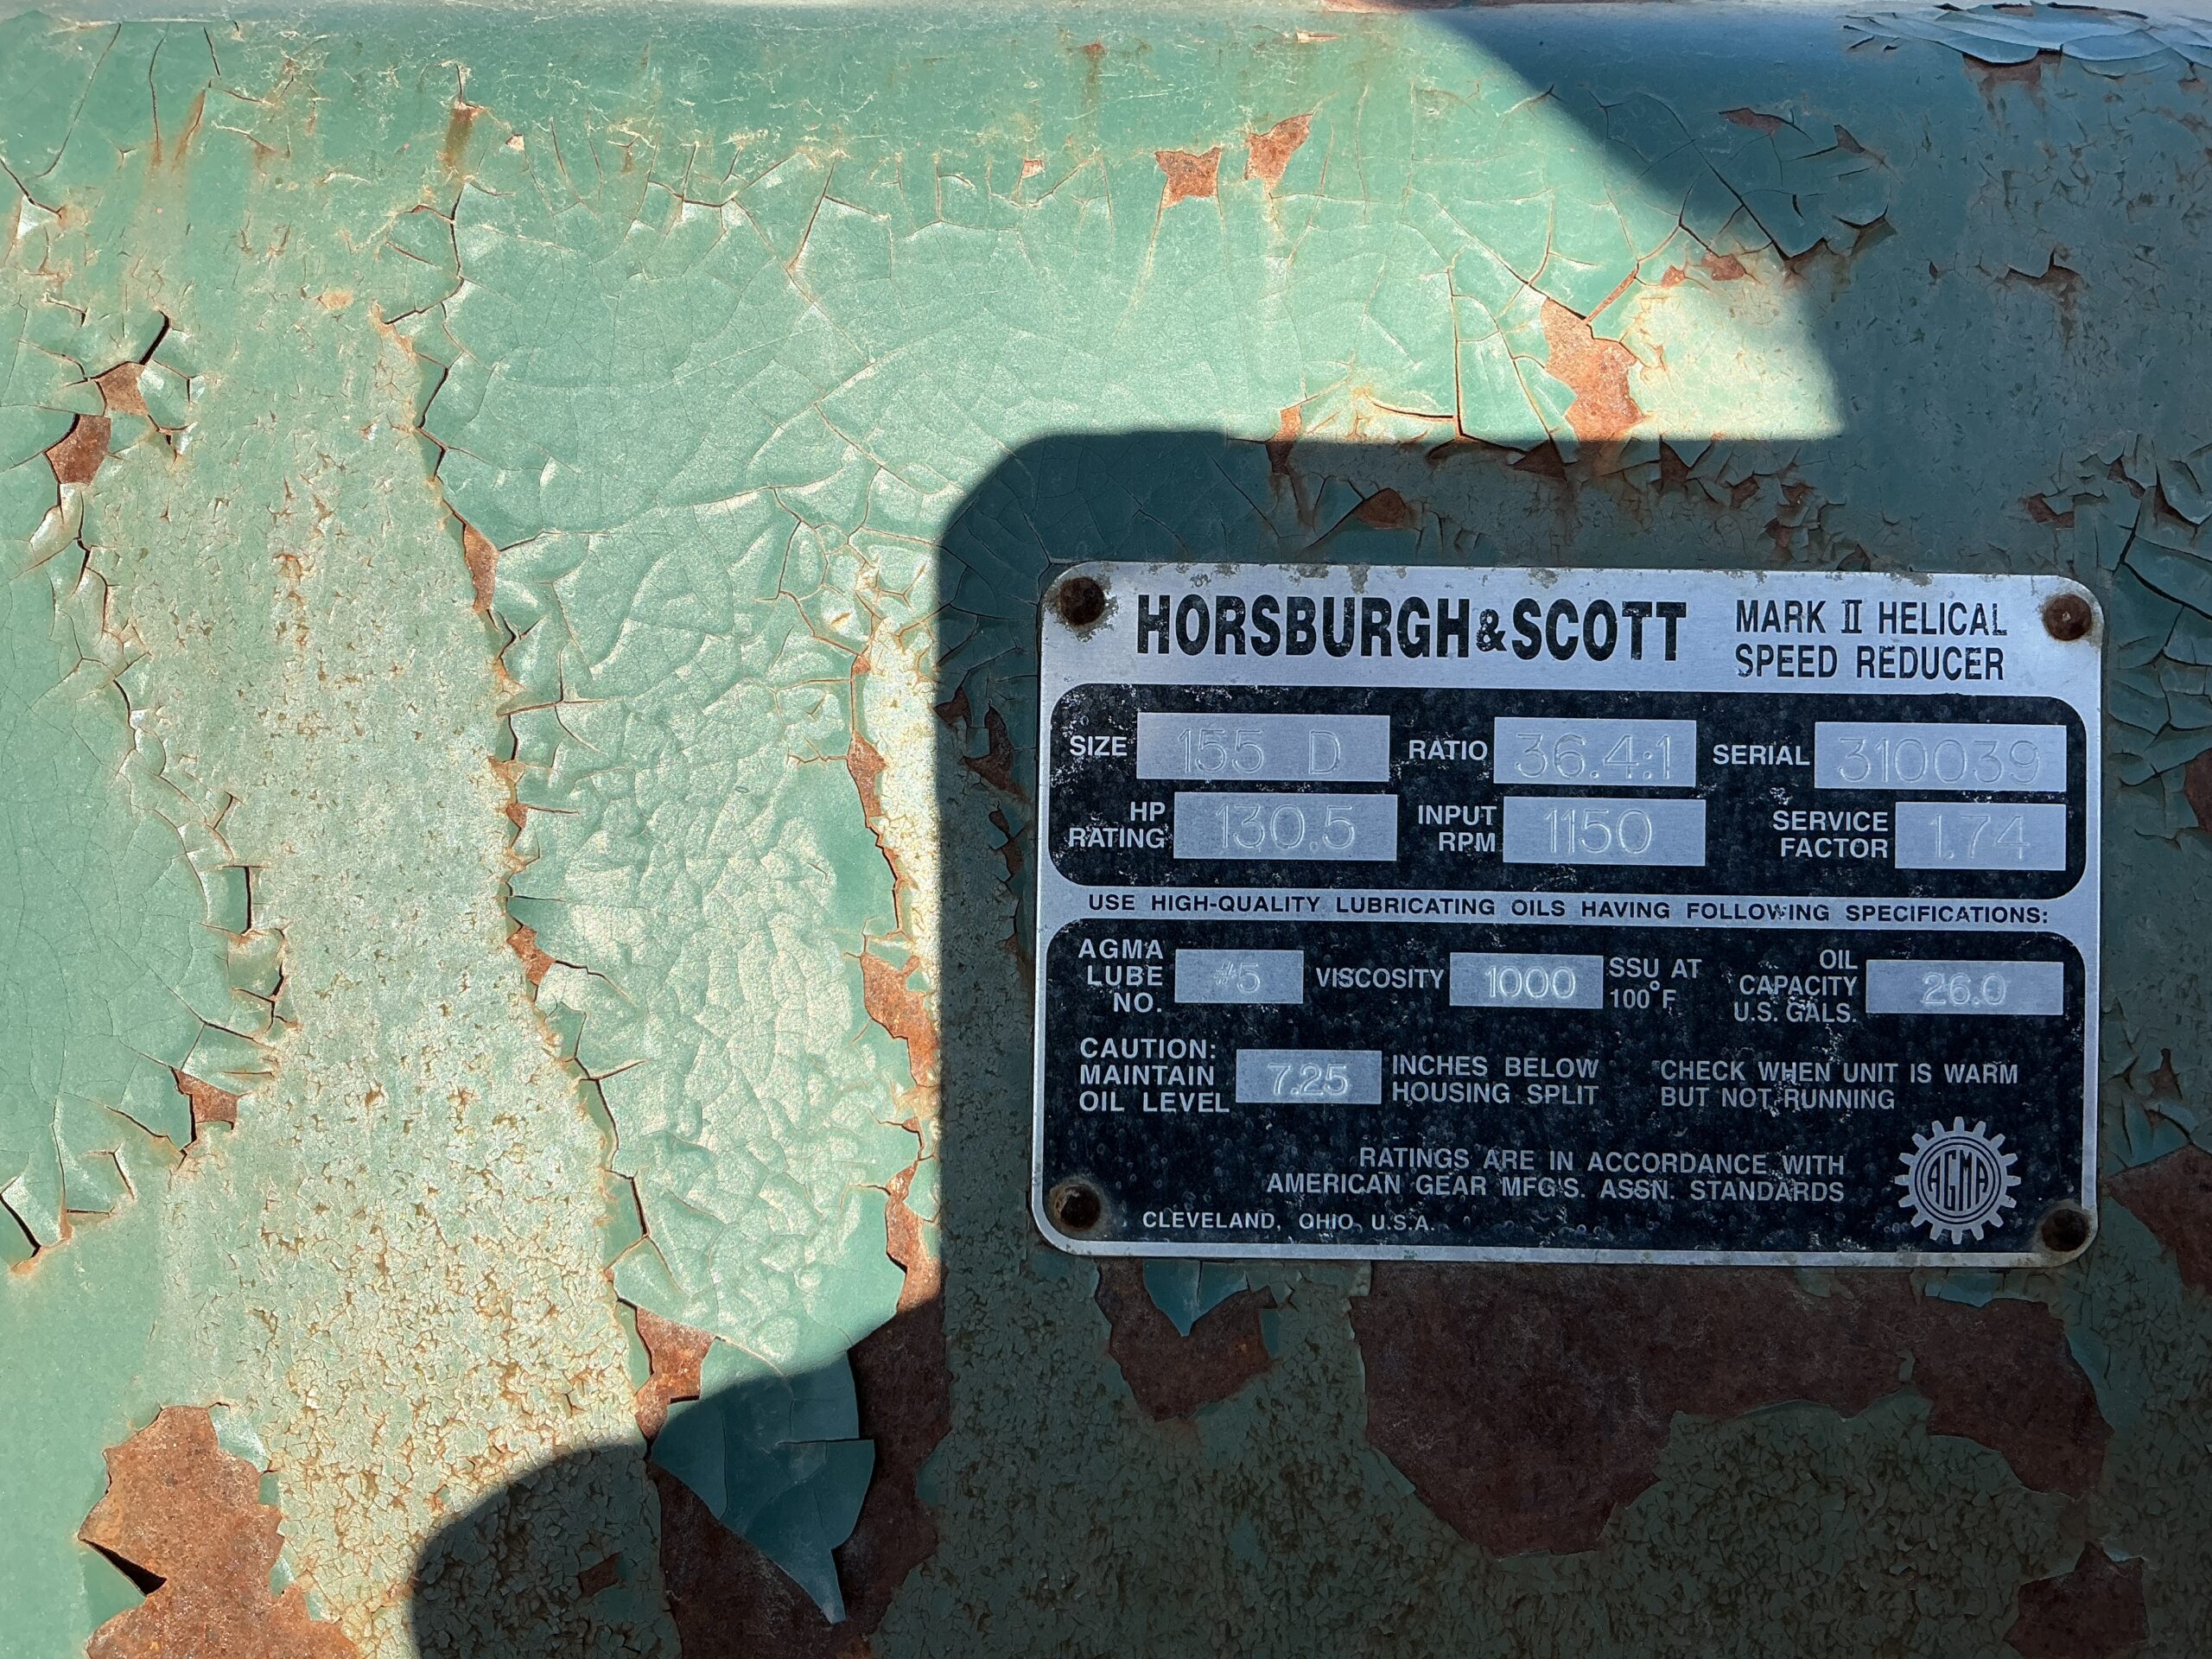 HORSBURGH & SCOTT MARK II HELICAL
SPEED REDUCER
SIZE 155 D RATIO 36.4:1 SERIAL 310039
HP RATING 130.5 INPUT RPM 1150 SERVICE FACTOR 1.74
USE HIGH-QUALITY LUBRICATING OILS HAVING FOLLOWING SPECIFICATIONS:
AGMA LUBE NO. #5 VISCOSITY 1000 SSU AT 100°F OIL CAPACITY U.S. GALS. 26.0
CAUTION: MAINTAIN OIL LEVEL 7.25 INCHES BELOW HOUSING SPLIT CHECK WHEN UNIT IS WARM BUT NOT RUNNING
RATINGS ARE IN ACCORDANCE WITH
AMERICAN GEAR MFG'S. ASSN. STANDARDS
AGMA
CLEVELAND, OHIO, U.S.A.